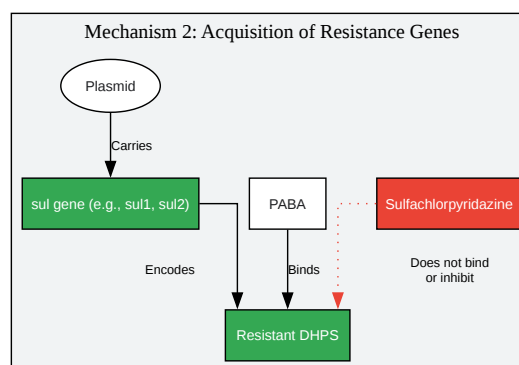 Mechanism 2: Acquisition of Resistance Genes
Plasmid
Carries
sul gene (e.g., sul1, sul2)
PABA
Sulfachlorpyridazine
Encodes
Binds
Does not bind
or inhibit
Resistant DHPS